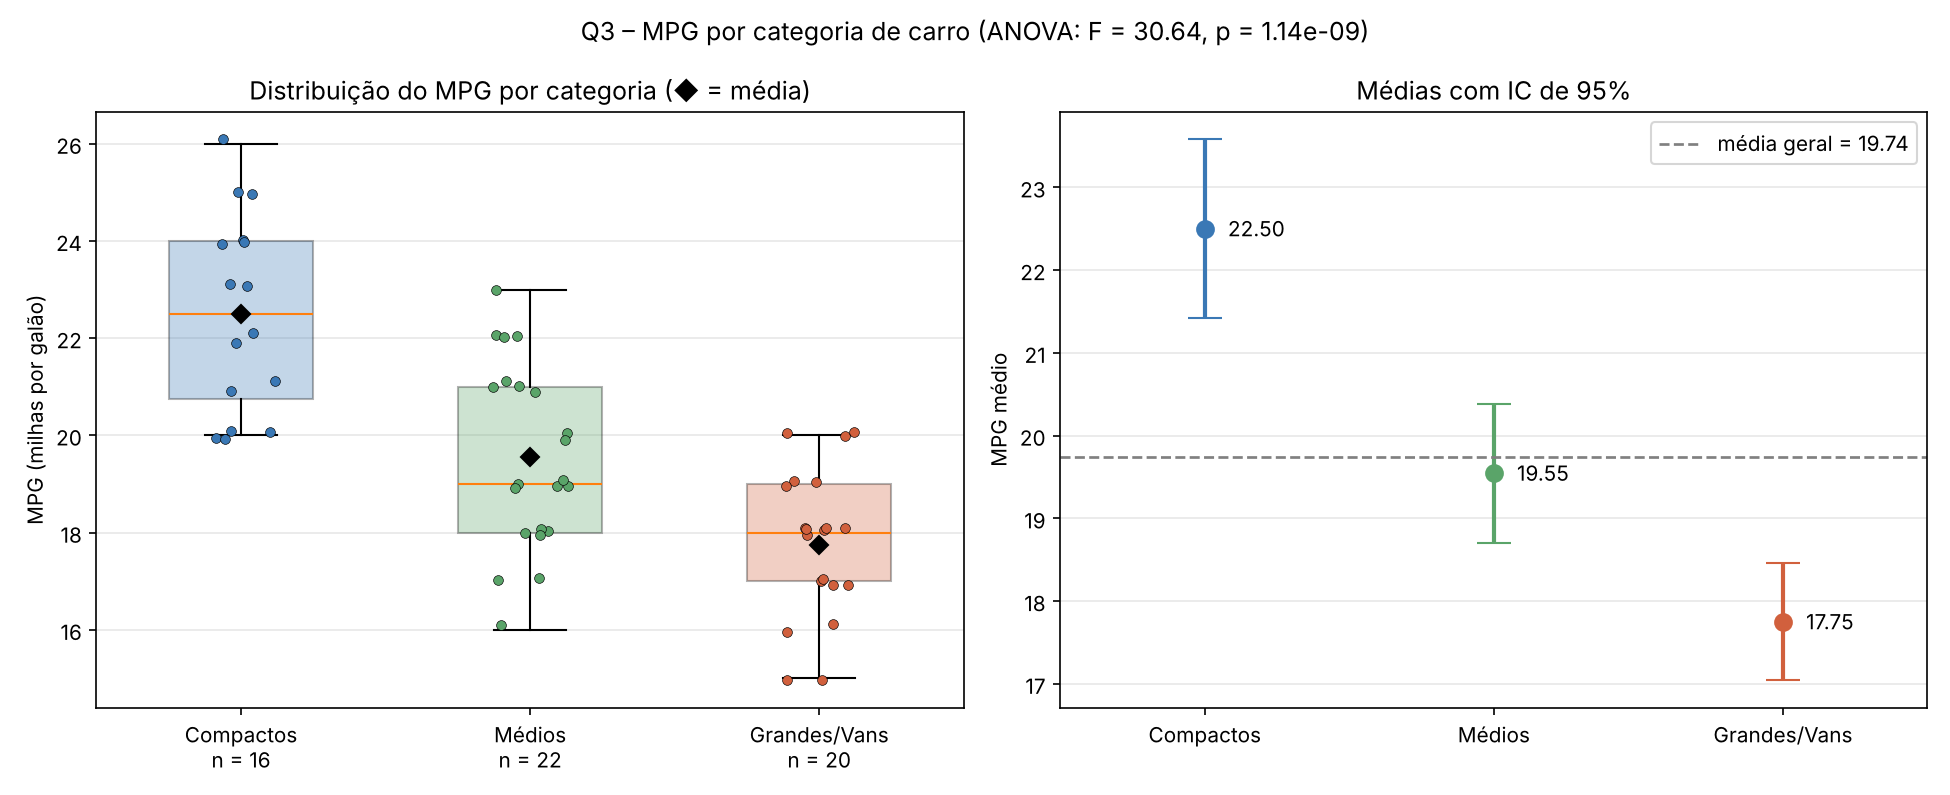 Q3 – MPG por categoria de carro (ANOVA: F = 30.64, p = 1.14e-09)
Distribuição do MPG por categoria (◆ = média)
MPG (milhas por galão)
26
24
22
20
18
16
Compactos
n = 16
Médios
n = 22
Grandes/Vans
n = 20
Médias com IC de 95%
média geral = 19.74
MPG médio
23
22
21
20
19
18
17
22.50
19.55
17.75
Compactos
Médios
Grandes/Vans